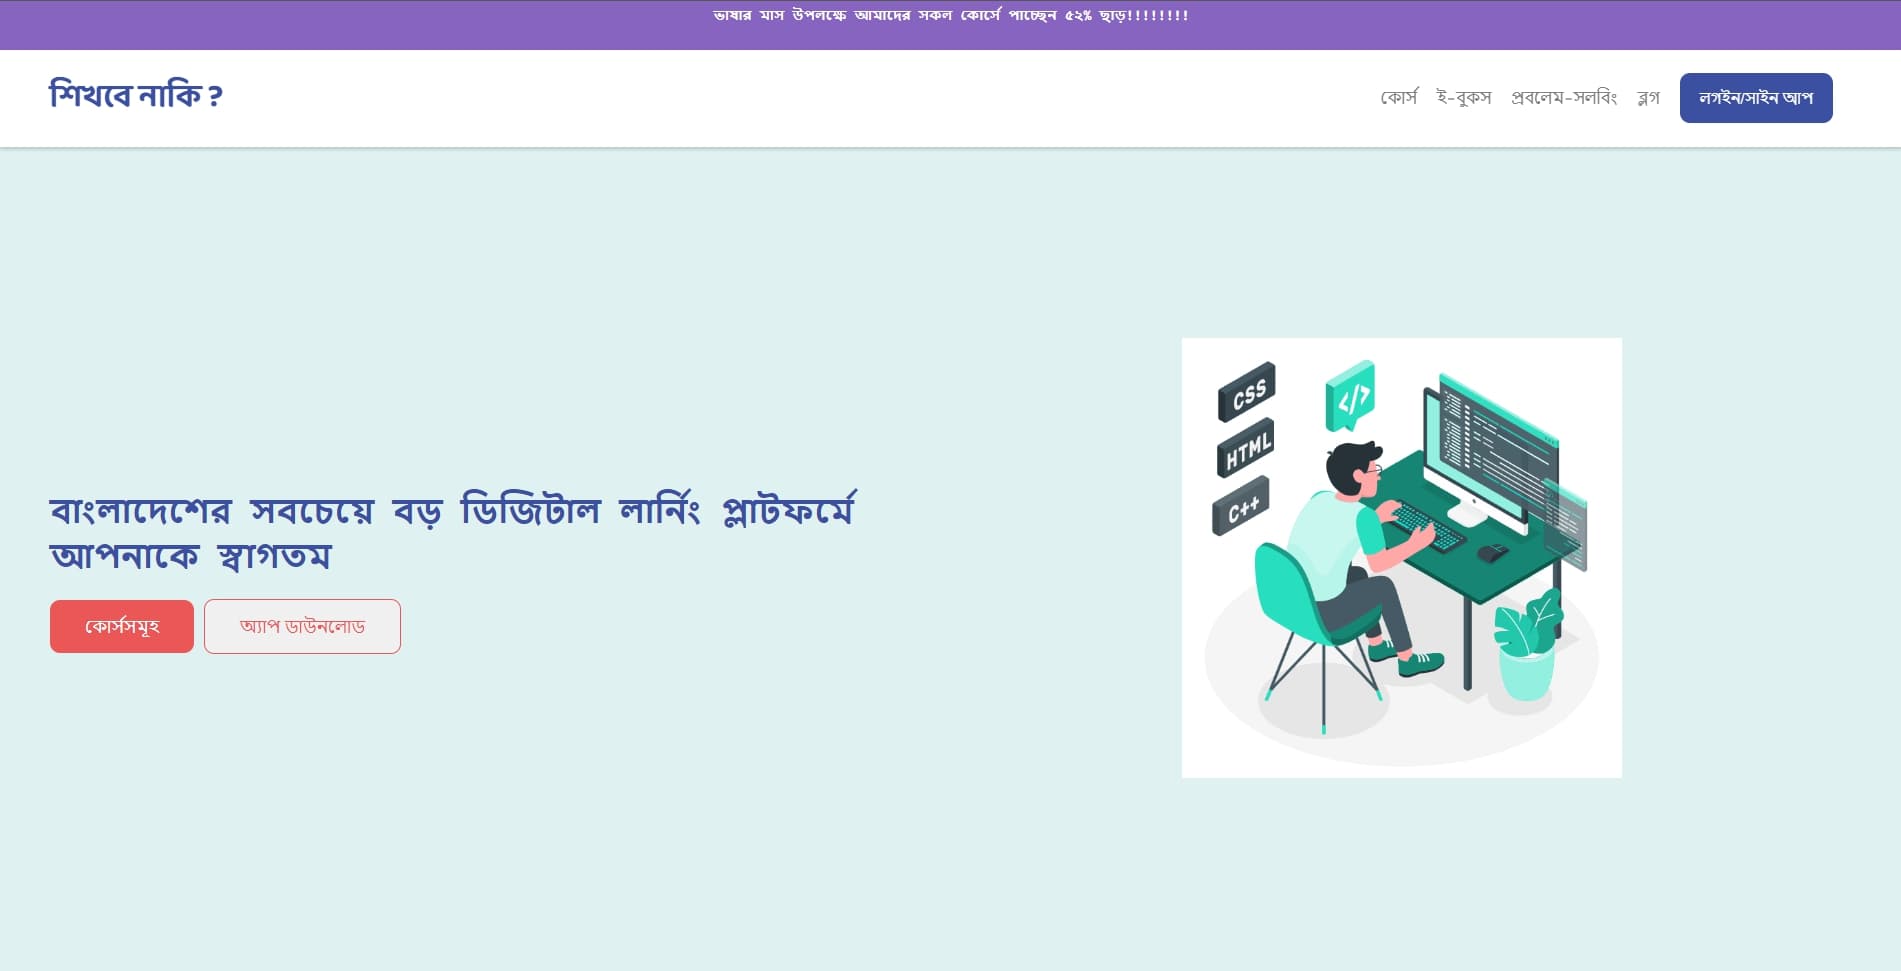 ভাষার মাস উপলক্ষে আমাদের সকল কোর্সে পাচ্ছেন ৫২% ছাড়!!!!!!!!
শিখবে নাকি ?
কোর্স ই-বুকস প্রবলেম-সলবিং ব্লগ লগইন/সাইন আপ
বাংলাদেশের সবচেয়ে বড় ডিজিটাল লার্নিং প্লাটফর্মে
আপনাকে স্বাগতম
কোর্সসমূহ অ্যাপ ডাউনলোড
CSS
</>
HTML
C++